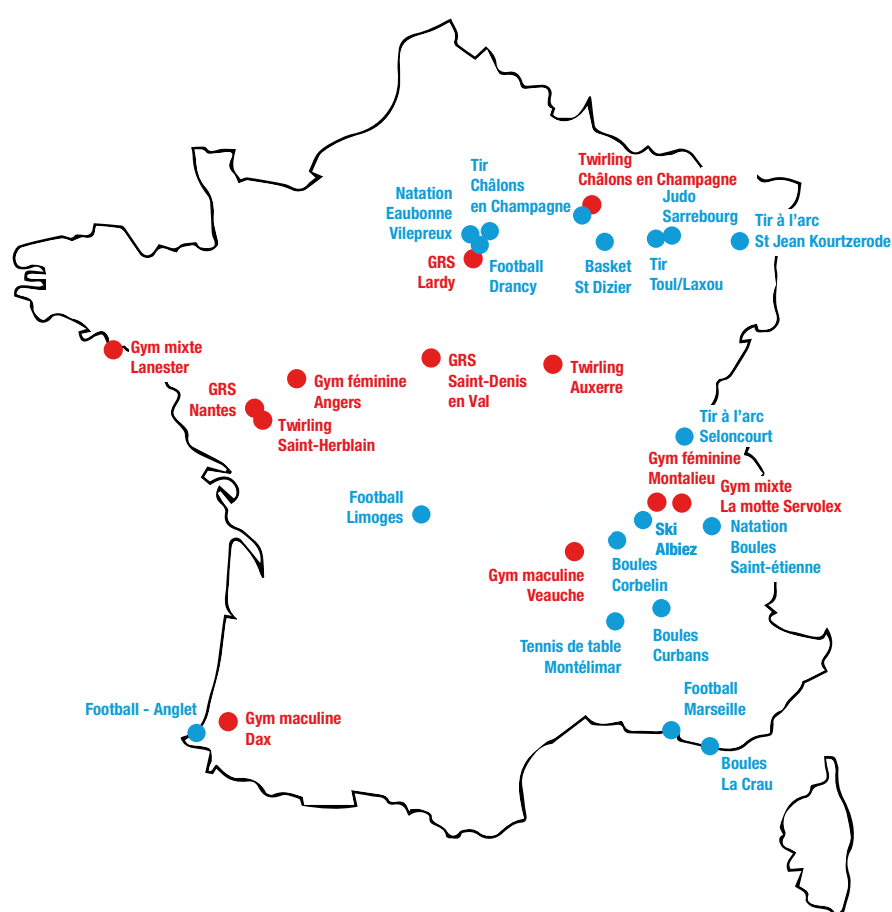 Twirling
Châlons en Champagne
Tir
Châlons
en Champagne
Natation
Eaubonne
Vilepreux
Judo
Sarrebourg
Tir à l'arc
St Jean Kourtzerode
GRS
Lardy
Football
Drancy
Basket
St Dizier
Tir
Toul/Laxou
Gym mixte
Lanester
GRS
Nantes
Gym féminine
Angers
GRS
Saint-Denis
en Val
Twirling
Auxerre
Twirling
Saint-Herblain
Tir à l'arc
Seloncourt
Gym féminine
Montalieu
Gym mixte
La motte Servolex
Football
Limoges
Ski
Albiez
Natation
Boules
Saint-étienne
Gym maculine
Veauche
Boules
Corbelin
Tennis de table
Montélimar
Boules
Curbans
Football - Anglet
Gym maculine
Dax
Football
Marseille
Boules
La Crau